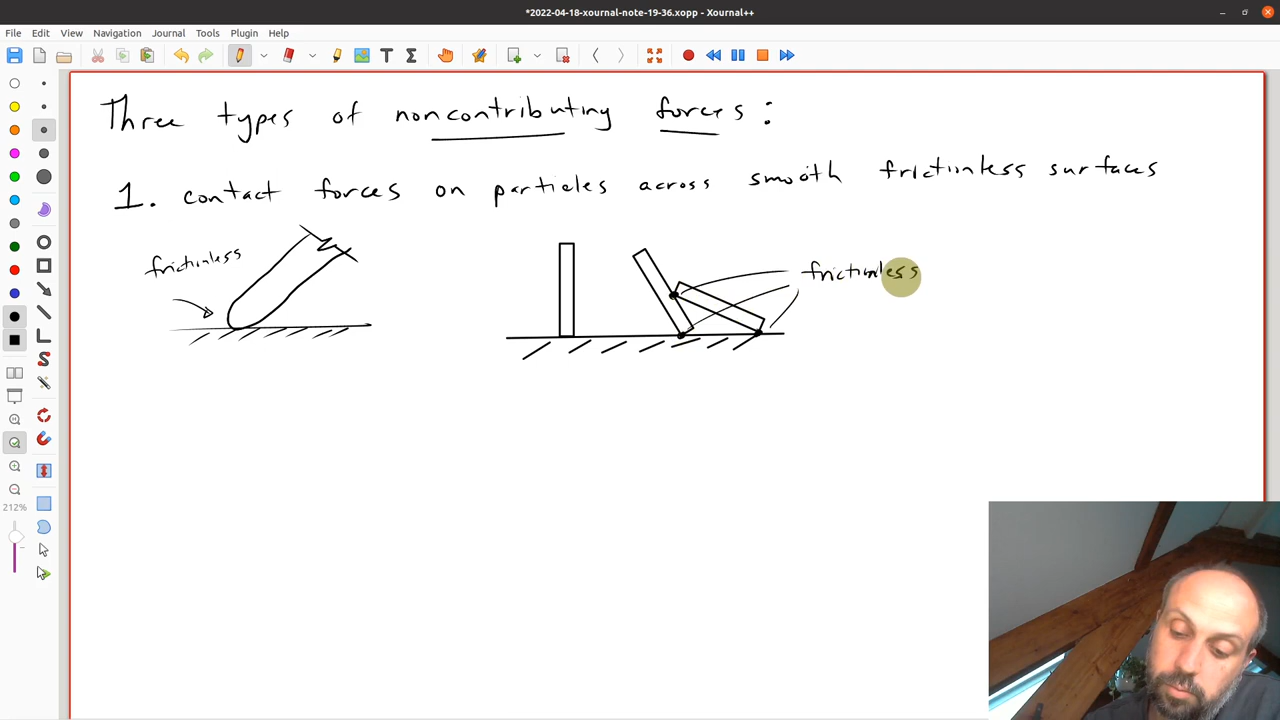 *2022-04-18-xournal-note-19-36.xopp - Xournal++
File Edit View Navigation Journal Tools Plugin Help
Three types of noncontributing forces:
1. contact forces on particles across smooth frictionless surfaces
frictionless
frictionless
212%